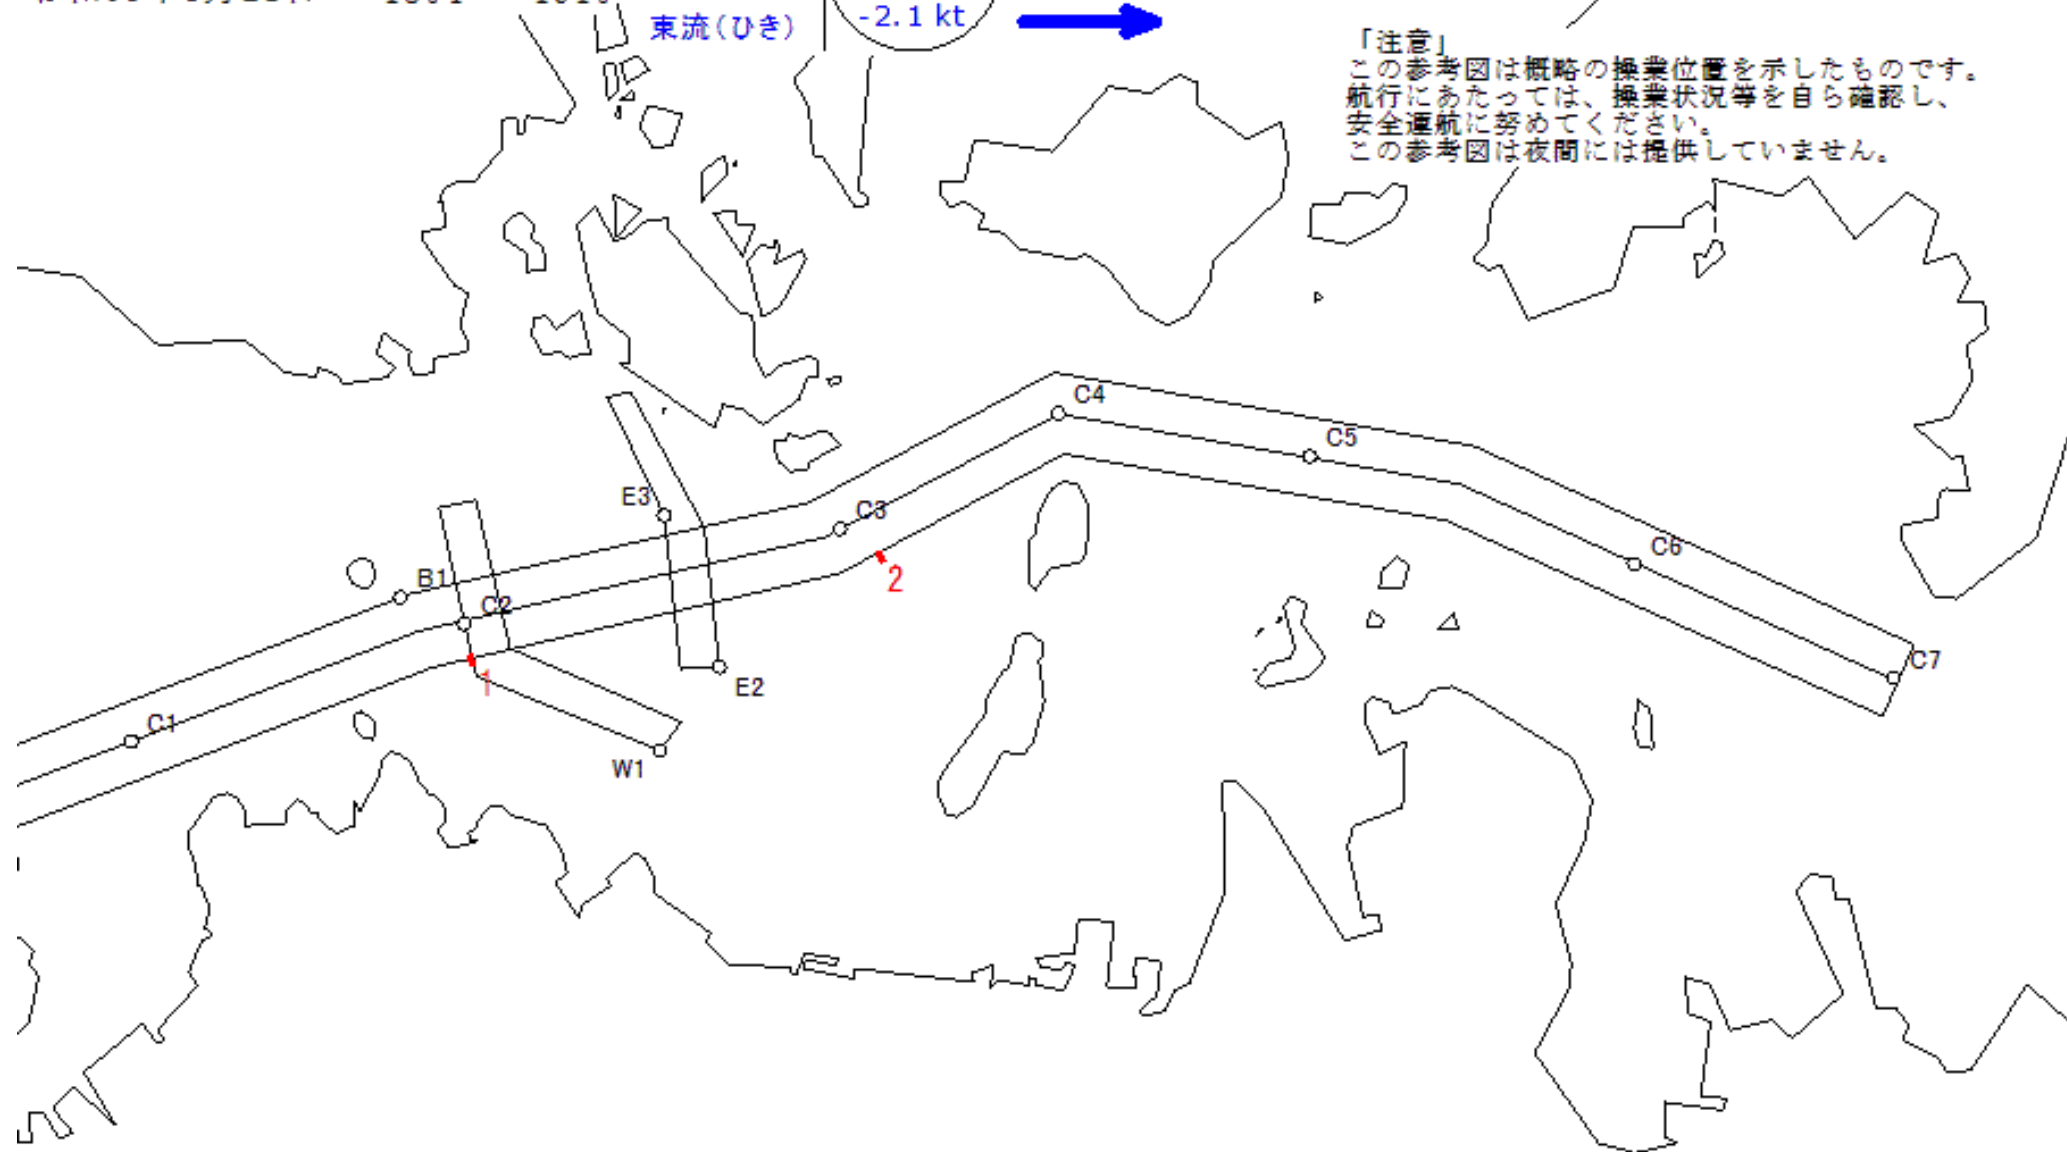 -2.1 kt
東流(ひき)
「注意」
この参考図は概略の操業位置を示したものです。
航行にあたっては、操業状況等を自ら確認し、
安全運航に努めてください。
この参考図は夜間には提供していません。
C4
C5
E3
C3
C6
B1
C2
2
C7
1
E2
C1
W1